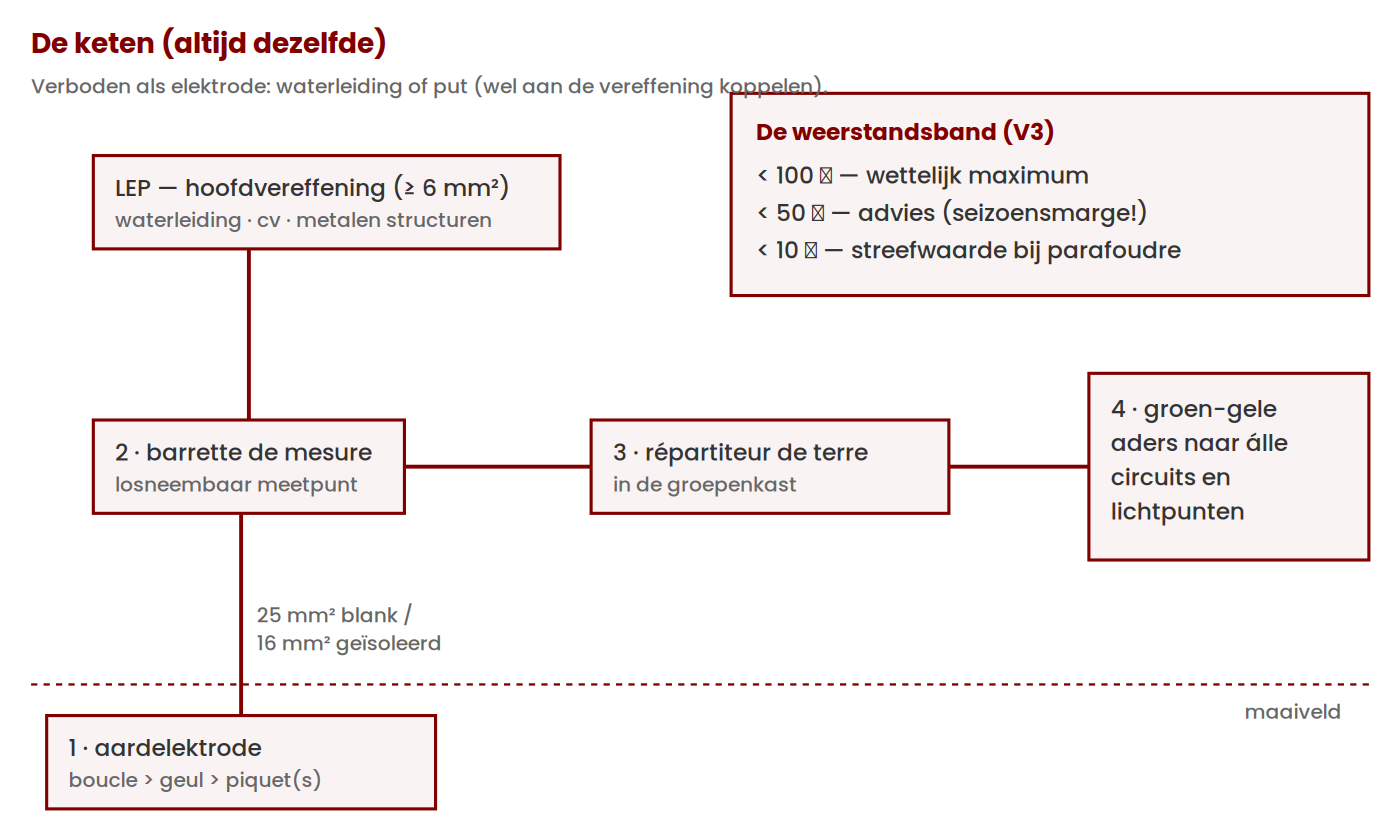 De keten (altijd dezelfde)
Verboden als elektrode: waterleiding of put (wel aan de vereffening koppelen).
De weerstandsband (V3)
< 100 — wettelijk maximum
< 50 — advies (seizoensmarge!)
< 10 — streefwaarde bij parafoudre
LEP — hoofdvereffening (≥ 6 mm²)
waterleiding · cv · metalen structuren
2 · barrette de mesure
losneembaar meetpunt
3 · répartiteur de terre
in de groepenkast
4 · groen-gele
aders naar álle
circuits en
lichtpunten
25 mm² blank /
16 mm² geïsoleerd
maaiveld
1 · aardelektrode
boucle > geul > piquet(s)